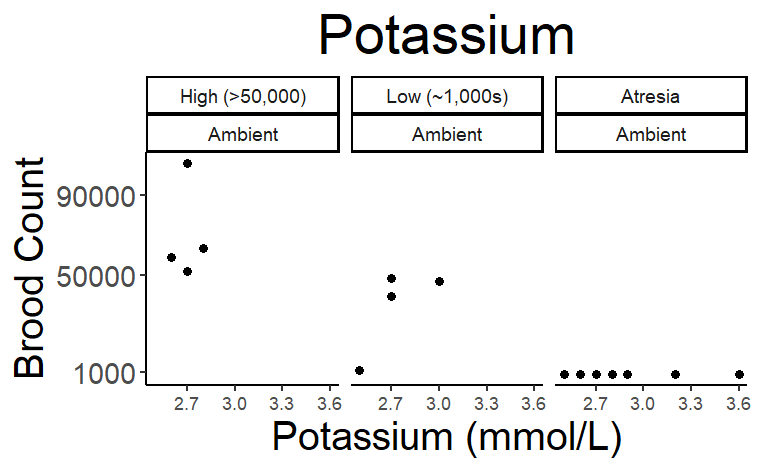 Potassium
High (>50,000) Low (~1,000s) Atresia
Ambient Ambient Ambient
Brood Count
90000
50000
1000
2.7 3.0 3.3 3.6 2.7 3.0 3.3 3.6 2.7 3.0 3.3 3.6
Potassium (mmol/L)